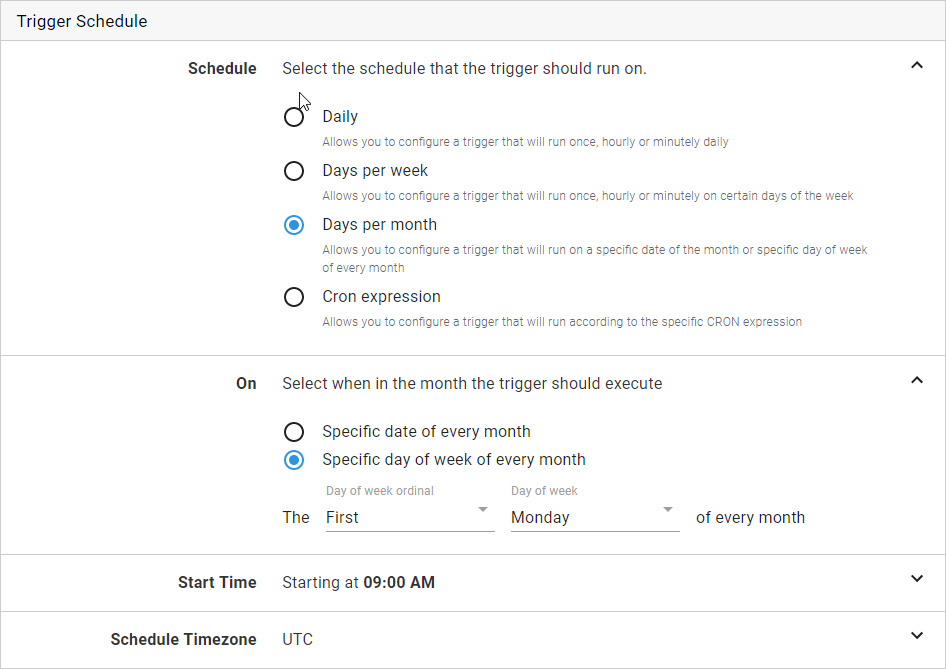 Trigger Schedule
Schedule Select the schedule that the trigger should run on.
Daily
Allows you to configure a trigger that will run once, hourly or minutely daily
Days per week
Allows you to configure a trigger that will run once, hourly or minutely on certain days of the week
Days per month
Allows you to configure a trigger that will run on a specific date of the month or specific day of week
of every month
Cron expression
Allows you to configure a trigger that will run according to the specific CRON expression
On Select when in the month the trigger should execute
Specific date of every month
Specific day of week of every month
Day of week ordinal Day of week
The First Monday of every month
Start Time Starting at 09:00 AM
Schedule Timezone UTC